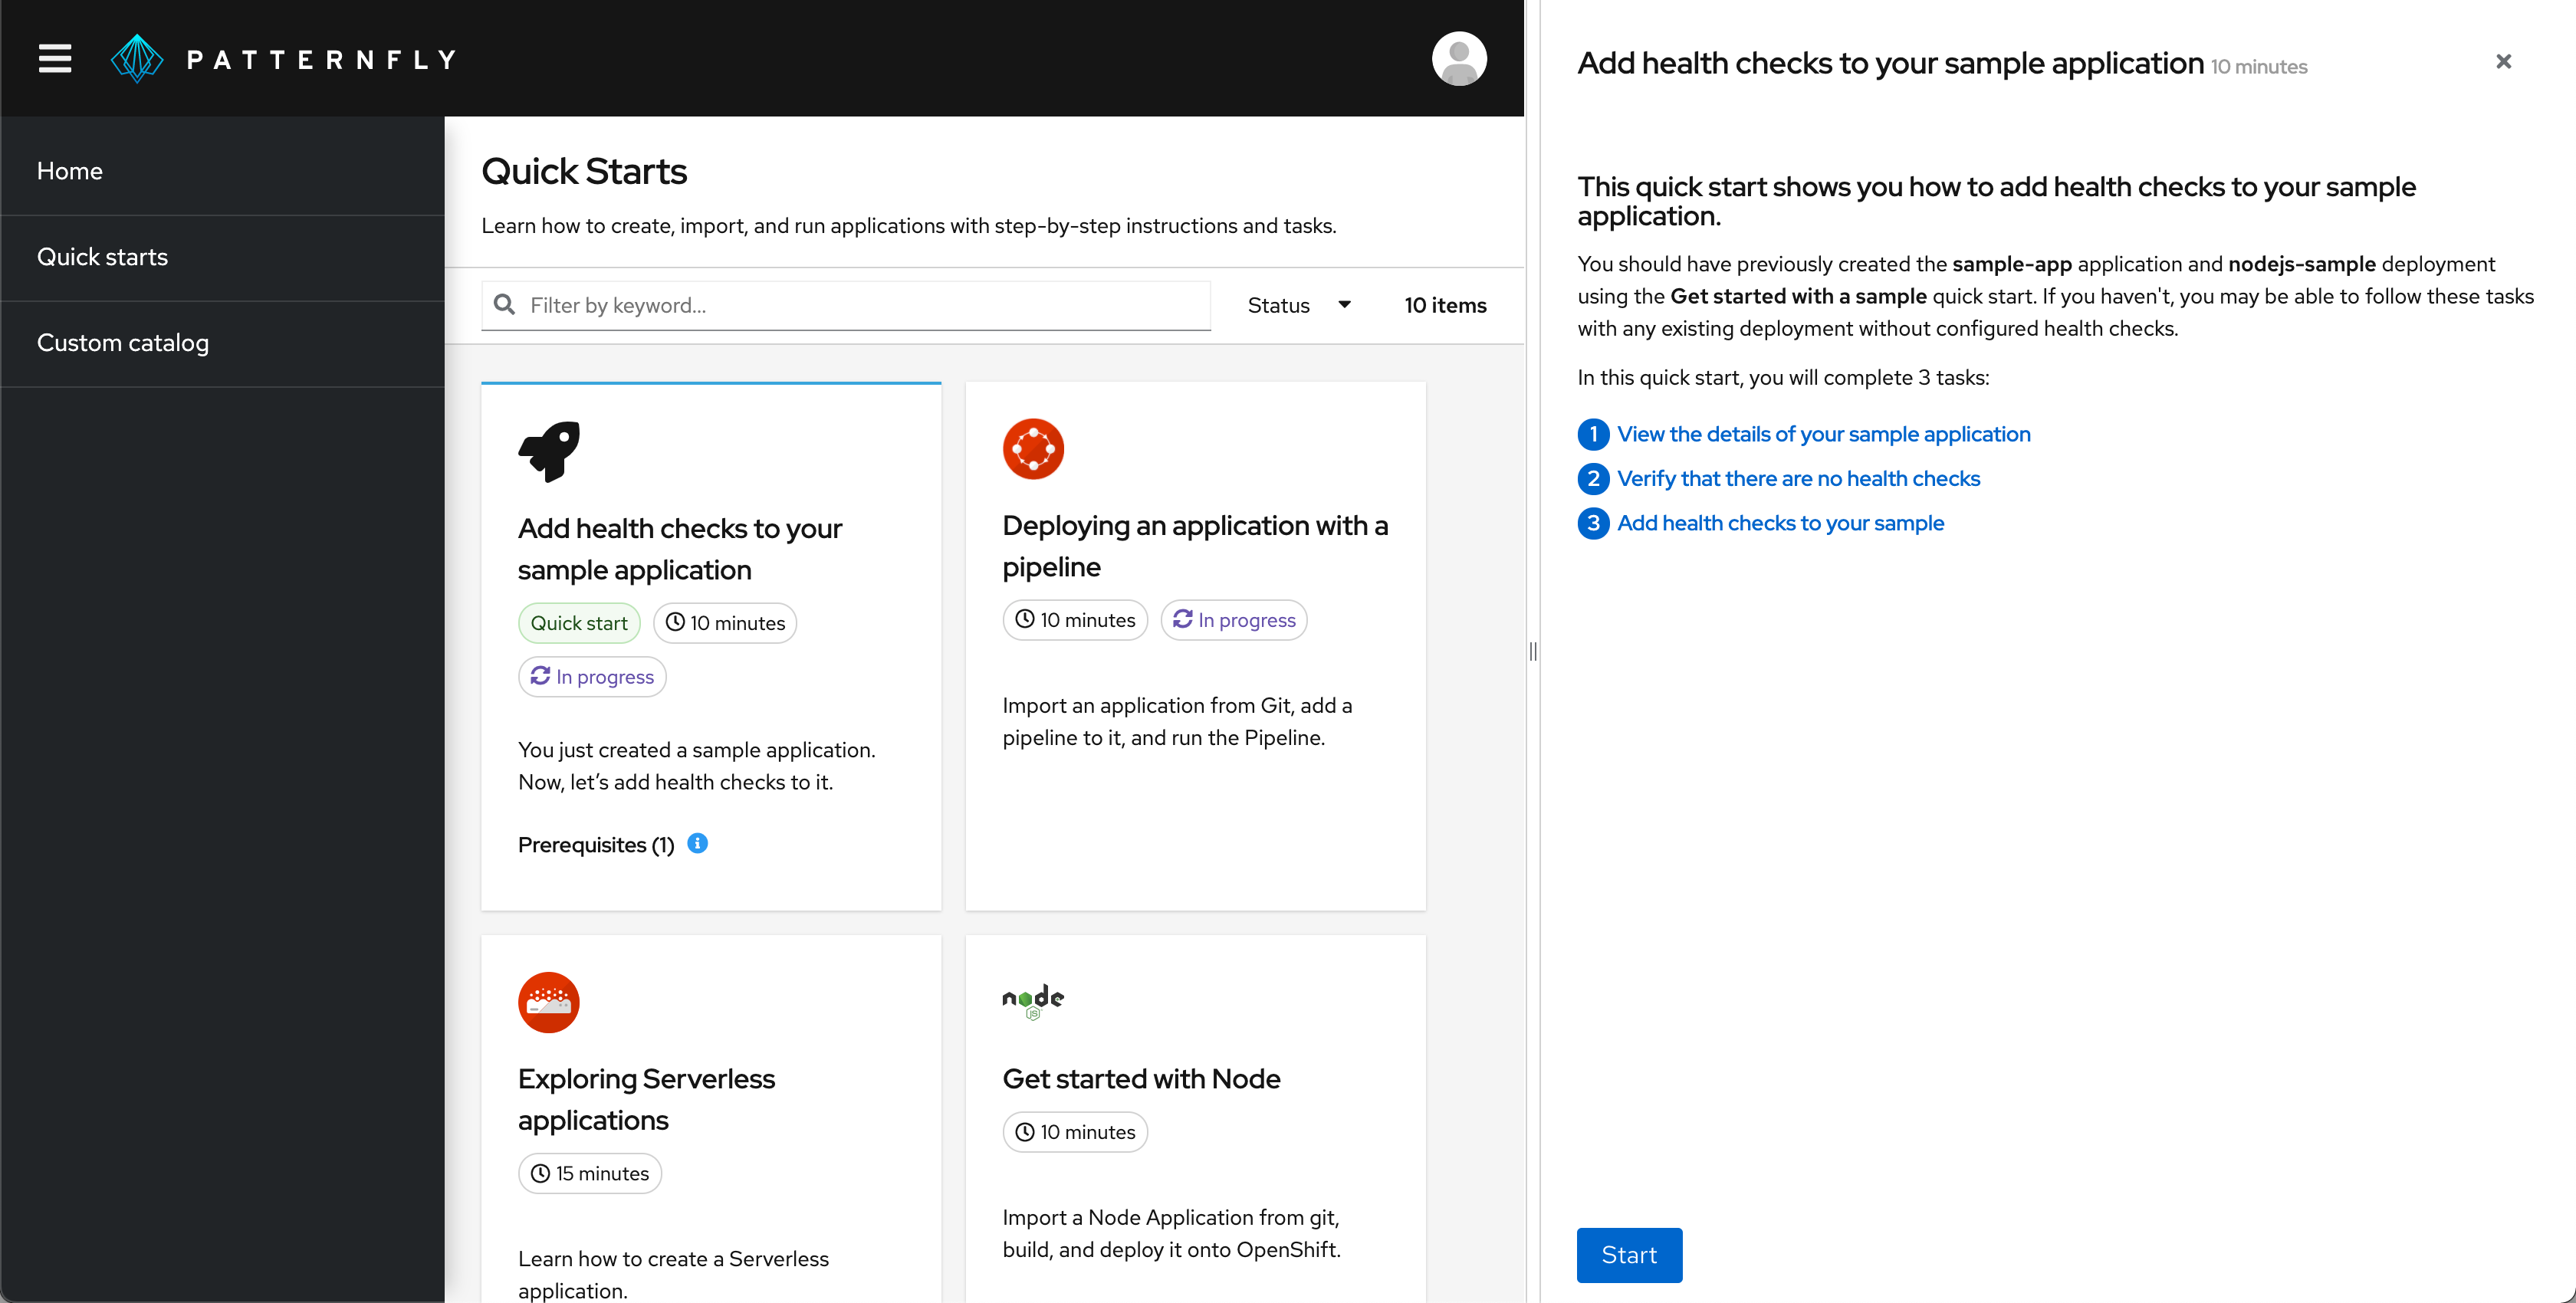 PATTERNFLY
Home
Quick starts
Custom catalog
Quick Starts
Learn how to create, import, and run applications with step-by-step instructions and tasks.
Filter by keyword...
Status
10 items
Add health checks to your
sample application
Quick start
10 minutes
In progress
You just created a sample application.
Now, let’s add health checks to it.
Prerequisites (1)
Deploying an application with a
pipeline
10 minutes
In progress
Import an application from Git, add a
pipeline to it, and run the Pipeline.
Exploring Serverless
applications
15 minutes
Learn how to create a Serverless
application.
node
JS
Get started with Node
10 minutes
Import a Node Application from git,
build, and deploy it onto OpenShift.
Add health checks to your sample application 10 minutes
This quick start shows you how to add health checks to your sample
application.
You should have previously created the sample-app application and nodejs-sample deployment
using the Get started with a sample quick start. If you haven't, you may be able to follow these tasks
with any existing deployment without configured health checks.
In this quick start, you will complete 3 tasks:
1 View the details of your sample application
2 Verify that there are no health checks
3 Add health checks to your sample
Start